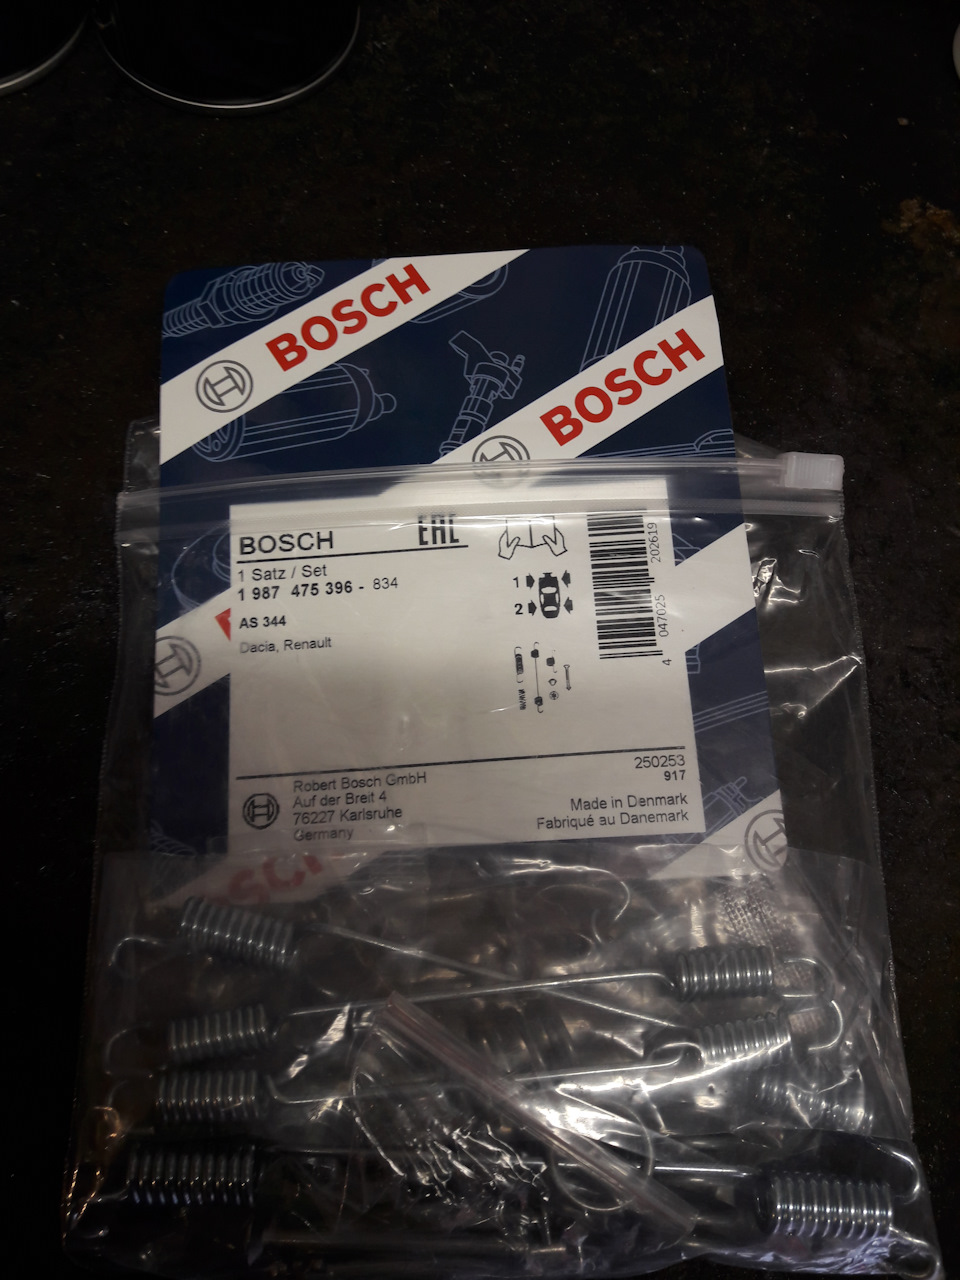 BOSCH
BOSCH
BOSCH
EAC
1 Satz / Set
1 987 475 396 - 834
AS 344
Dacia, Renault
1
2
4 047025 202619
250253
917
Robert Bosch GmbH
Auf der Breit 4
76227 Karlsruhe
Germany
Made in Denmark
Fabriqué au Danemark